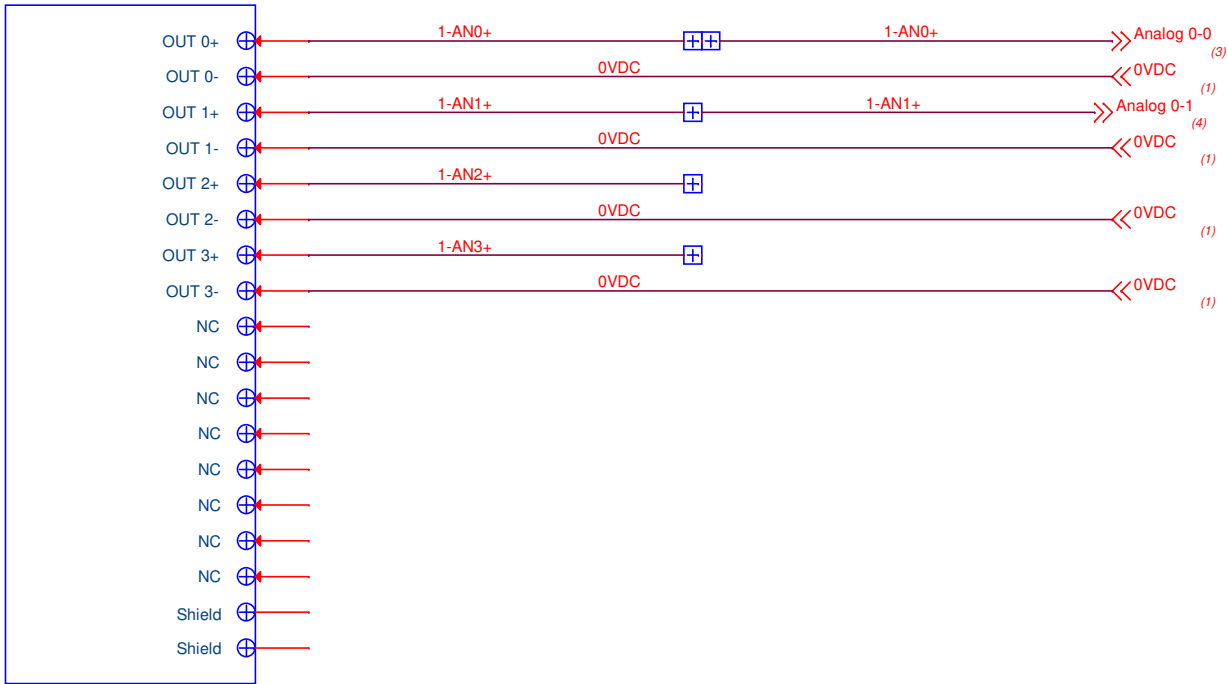 OUT 0+ 1-AN0+ 1-AN0+ Analog 0-0 (3)
OUT 0- 0VDC 0VDC (1)
OUT 1+ 1-AN1+ 1-AN1+ Analog 0-1 (4)
OUT 1- 0VDC 0VDC (1)
OUT 2+ 1-AN2+
OUT 2- 0VDC 0VDC (1)
OUT 3+ 1-AN3+
OUT 3- 0VDC 0VDC (1)
NC
NC
NC
NC
NC
NC
NC
NC
Shield
Shield